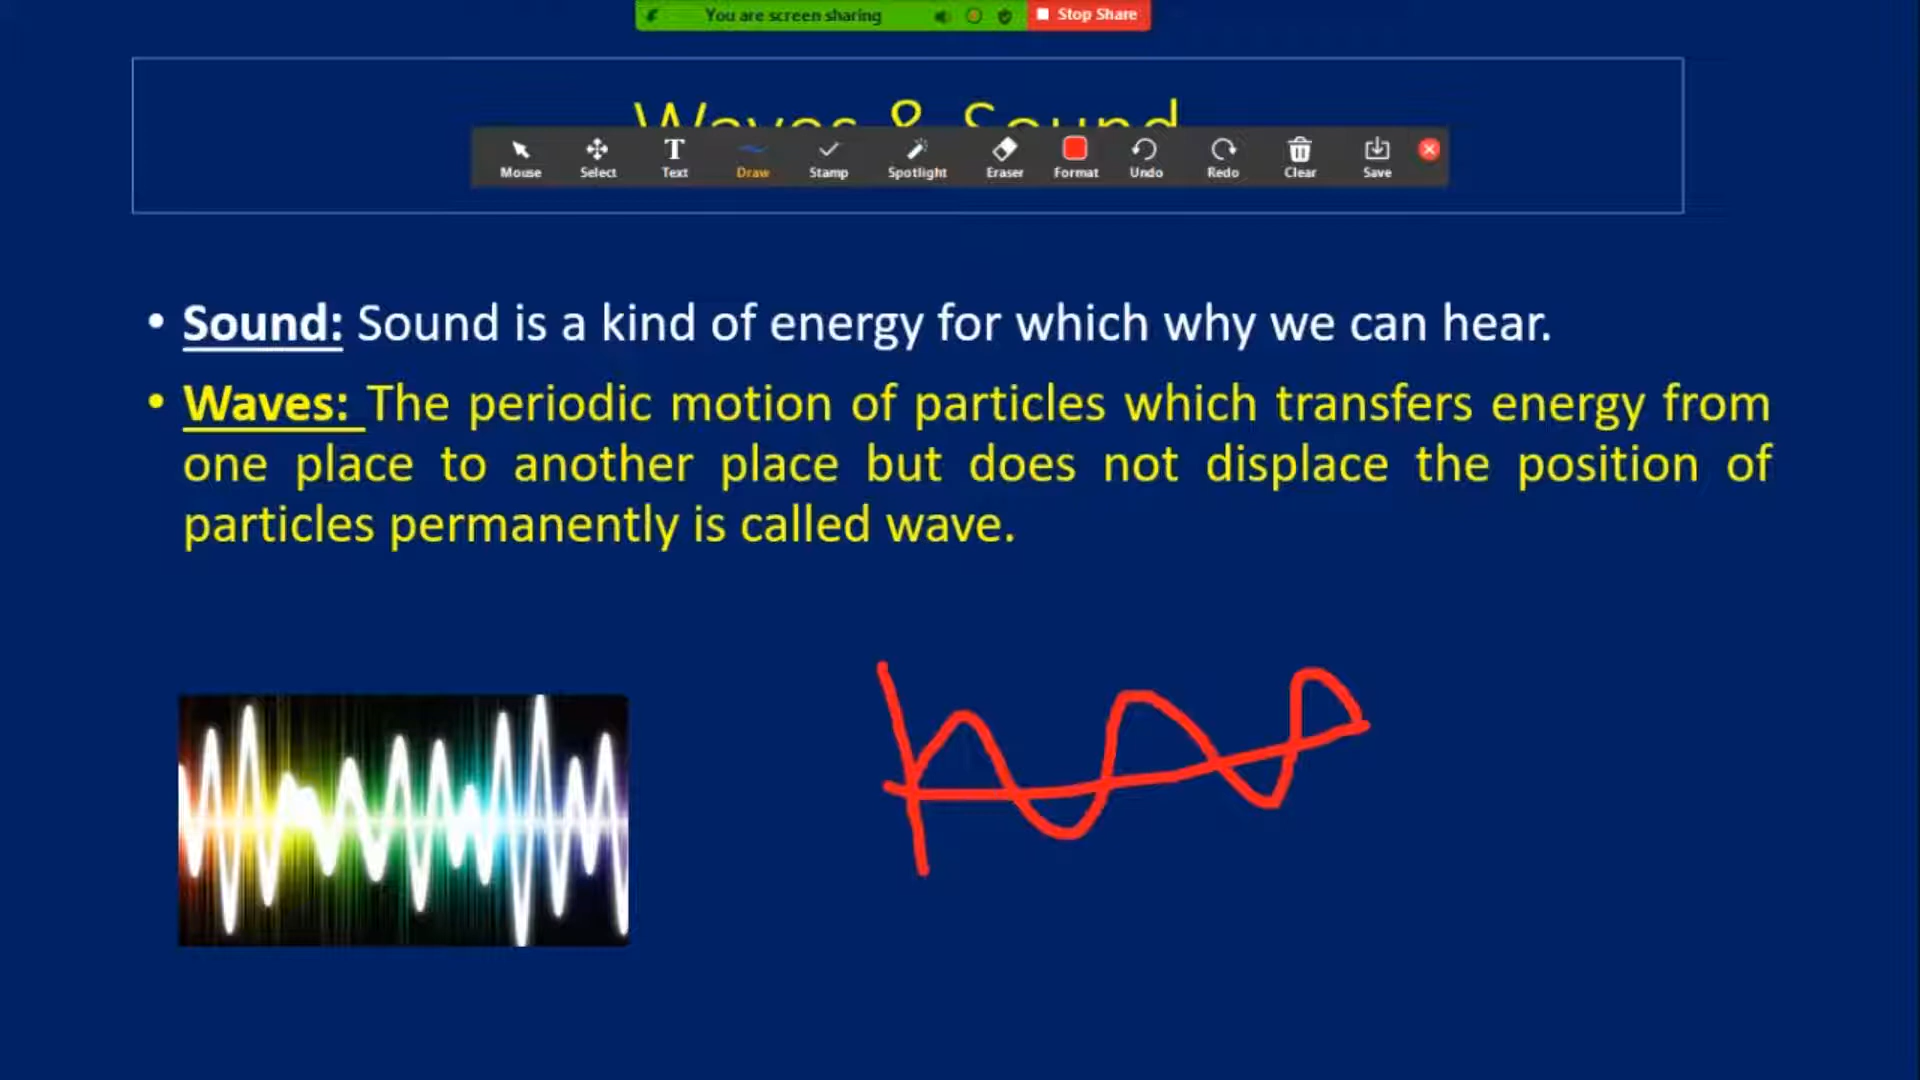 You are screen sharing
Stop Share
Waves & Sound
Mouse Select Text Draw Stamp Spotlight Eraser Format Undo Redo Clear Save
• Sound: Sound is a kind of energy for which why we can hear.
• Waves: The periodic motion of particles which transfers energy from
one place to another place but does not displace the position of
particles permanently is called wave.